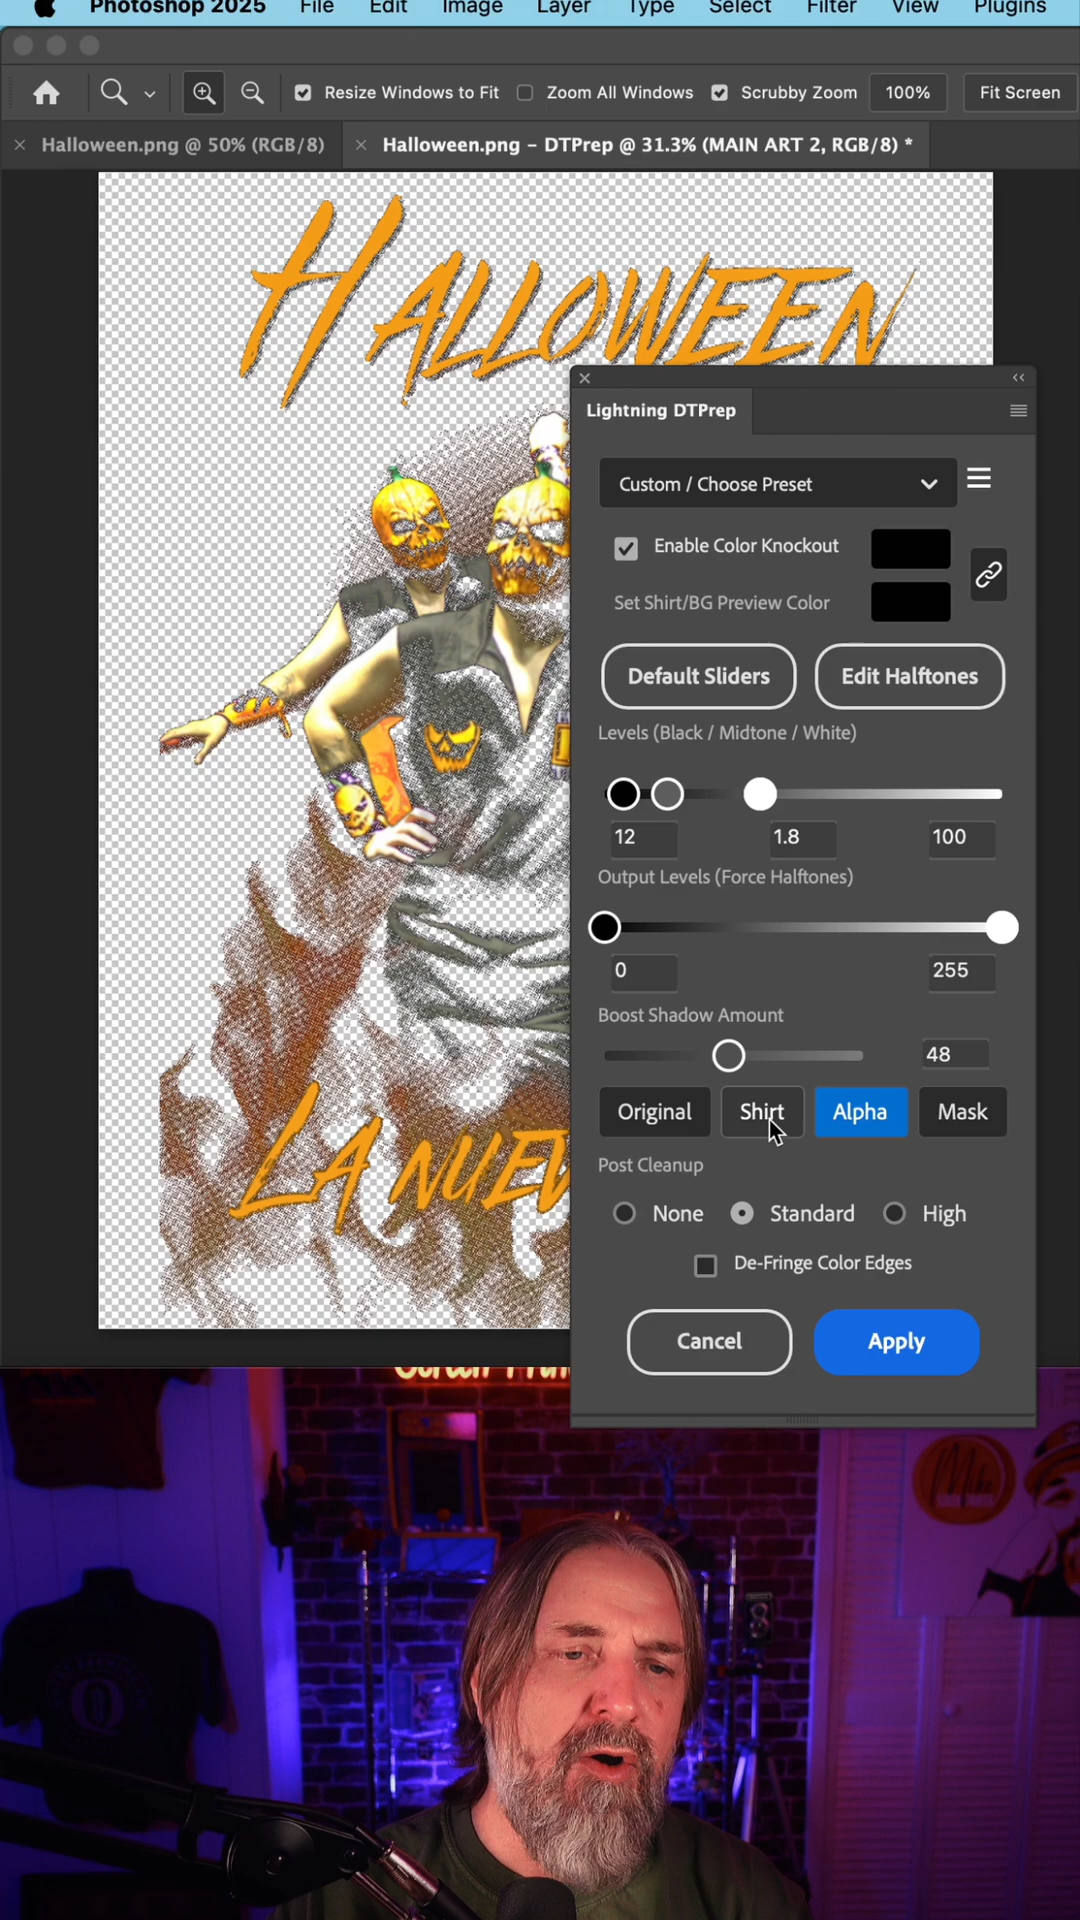 Photoshop 2025 File Edit Image Layer Type Select Filter View Plugins
Resize Windows to Fit Zoom All Windows Scrubby Zoom 100% Fit Screen
Halloween.png @ 50% (RGB/8) Halloween.png – DTPrep @ 31.3% (MAIN ART 2, RGB/8) *
HALLOWEEN
Lightning DTPrep
Custom / Choose Preset
Enable Color Knockout
Set Shirt/BG Preview Color
Default Sliders Edit Halftones
Levels (Black / Midtone / White)
12 1.8 100
Output Levels (Force Halftones)
0 255
Boost Shadow Amount
48
Original Shirt Alpha Mask
LA NUEV
Post Cleanup
None Standard High
De-Fringe Color Edges
Cancel Apply